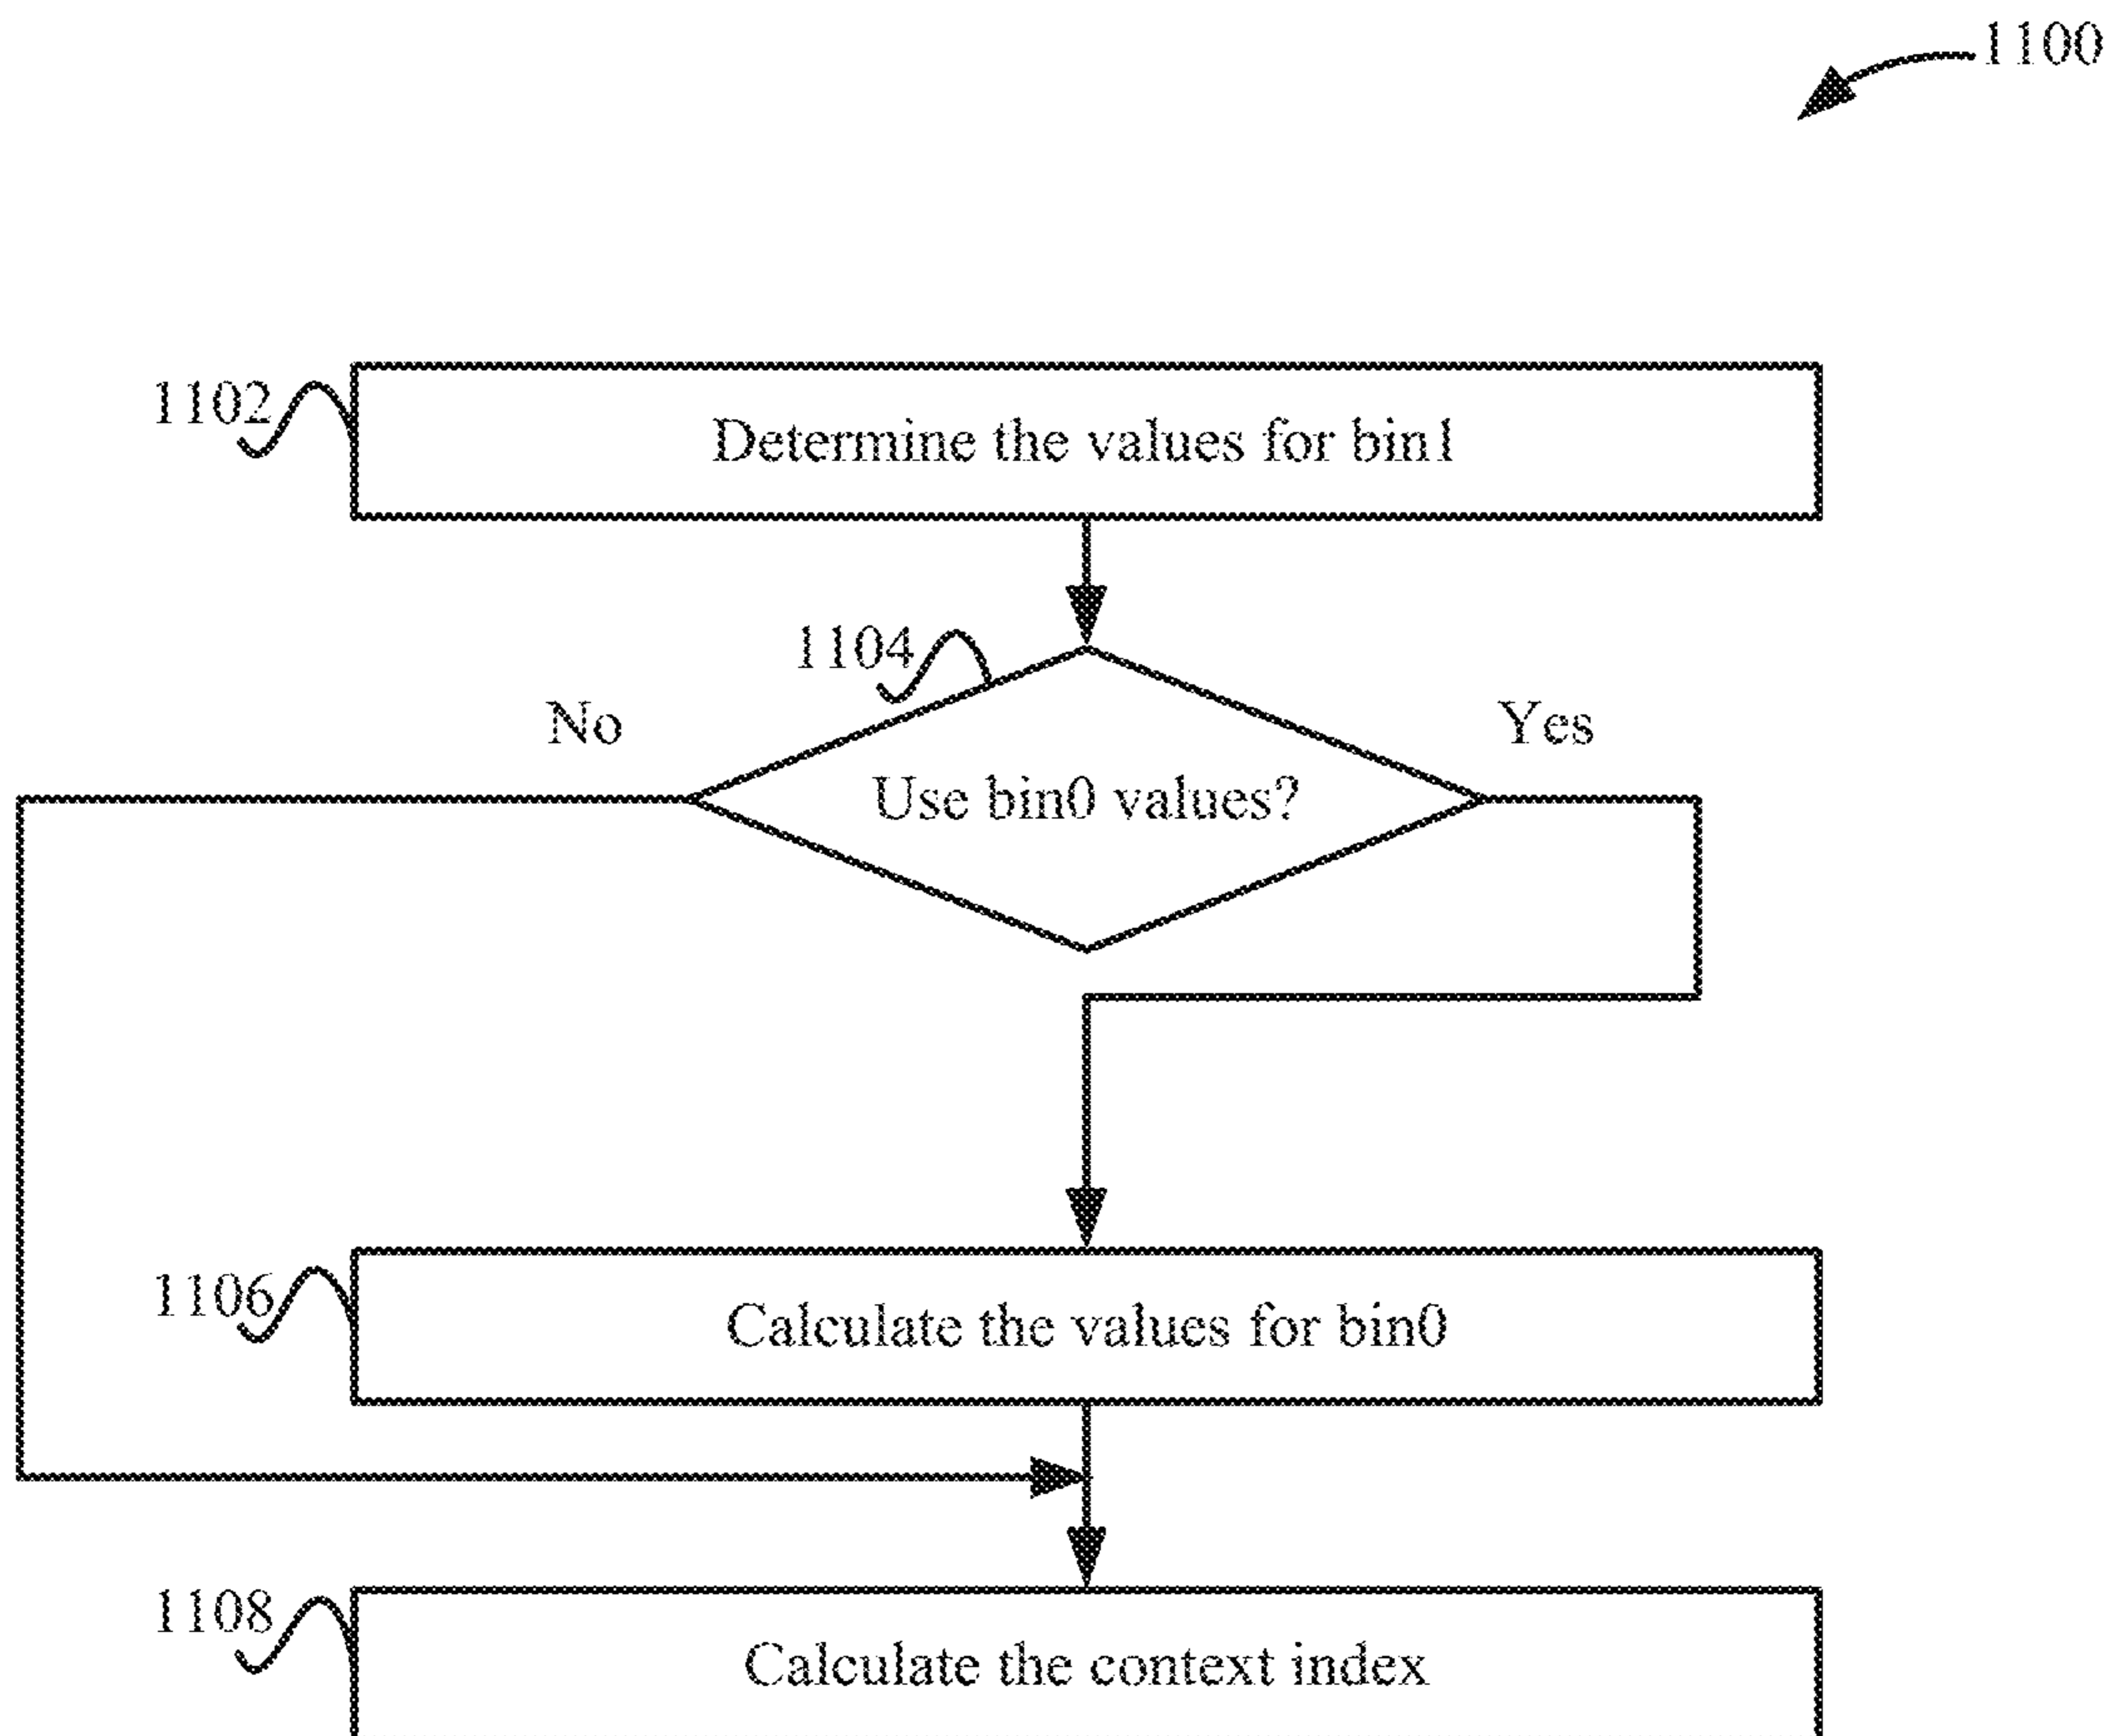 1100
1102
Determine the values for bin1
1104
No
Yes
Use bin0 values?
1106
Calculate the values for bin0
1108
Calculate the context index